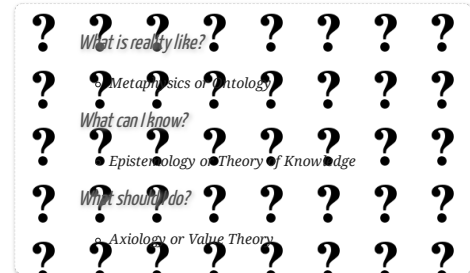 What is reality like?
Metaphysics or Ontology
What can I know?
Epistemology or Theory of Knowledge
What should I do?
Axiology or Value Theory